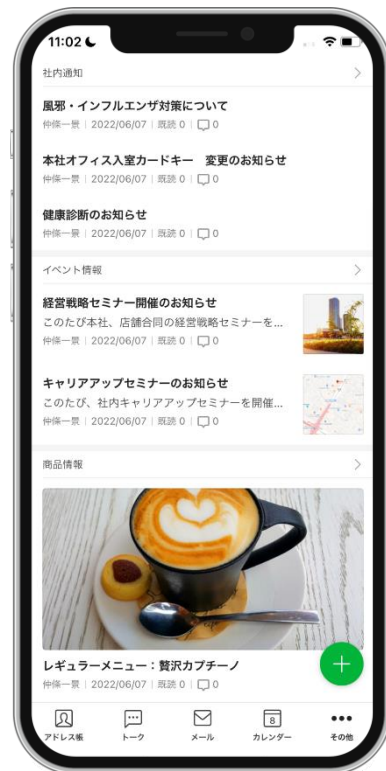 11:02
社内通知
風邪・インフルエンザ対策について
仲條一景 | 2022/06/07 | 既読 0 | 0
本社オフィス入室カードキー　変更のお知らせ
仲條一景 | 2022/06/07 | 既読 0 | 0
健康診断のお知らせ
仲條一景 | 2022/06/07 | 既読 0 | 0
イベント情報
経営戦略セミナー開催のお知らせ
このたび本社、店舗合同の経営戦略セミナーを...
仲條一景 | 2022/06/07 | 既読 0 | 0
キャリアアップセミナーのお知らせ
このたび、社内キャリアアップセミナーを開催...
仲條一景 | 2022/06/07 | 既読 0 | 0
商品情報
レギュラーメニュー：贅沢カプチーノ
仲條一景 | 2022/06/07 | 既読 0 | 0
8
アドレス帳 トーク メール カレンダー その他